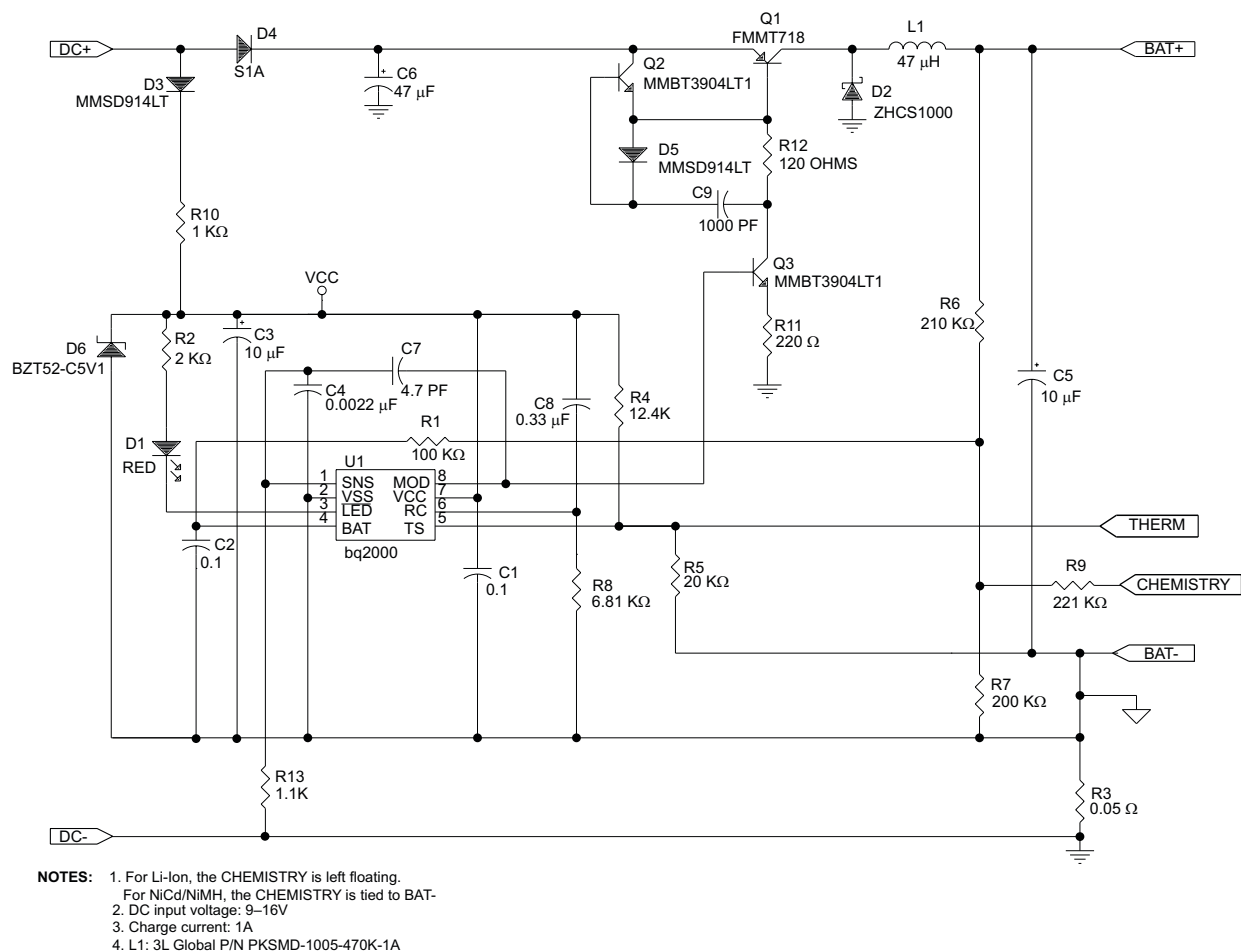 DC+
D3
MMSD914LT
D4
S1A
C6
47 μF
+
Q2
MMBT3904LT1
Q1
FMMT718
L1
47 μH
BAT+
D2
ZHCS1000
D5
MMSD914LT
R12
120 OHMS
C9
1000 PF
R10
1 KΩ
Q3
MMBT3904LT1
VCC
R6
210 KΩ
D6
BZT52-C5V1
R2
2 KΩ
C3
10 μF
+
C4
0.0022 μF
C7
4.7 PF
C8
0.33 μF
R4
12.4K
R11
220 Ω
C5
10 μF
+
R1
100 KΩ
D1
RED
U1
1 SNS MOD 8
2 VSS VCC 7
3 LED RC 6
4 BAT TS 5
bq2000
THERM
C2
0.1
C1
0.1
R8
6.81 KΩ
R5
20 KΩ
R9
221 KΩ
CHEMISTRY
BAT-
R7
200 KΩ
R13
1.1K
R3
0.05 Ω
DC-
NOTES: 1. For Li-Ion, the CHEMISTRY is left floating.
For NiCd/NiMH, the CHEMISTRY is tied to BAT-
2. DC input voltage: 9–16V
3. Charge current: 1A
4. L1: 3L Global P/N PKSMD-1005-470K-1A